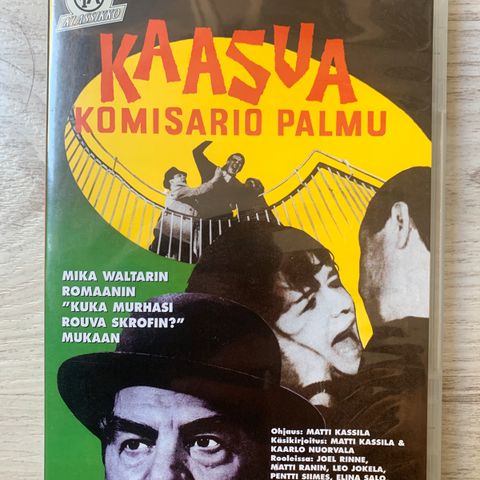 KLASSIKKO
KAASUA
KOMISARIO PALMU
MIKA WALTARIN
ROMAANIN
"KUKA MURHASI
ROUVA SKROFIN?"
MUKAAN
Ohjaus: MATTI KASSILA
Käsikirjoitus: MATTI KASSILA &
KAARLO NUORVALA
Rooleissa: JOEL RINNE,
MATTI RANIN, LEO JOKELA,
PENTTI SIIMES, ELINA SALO